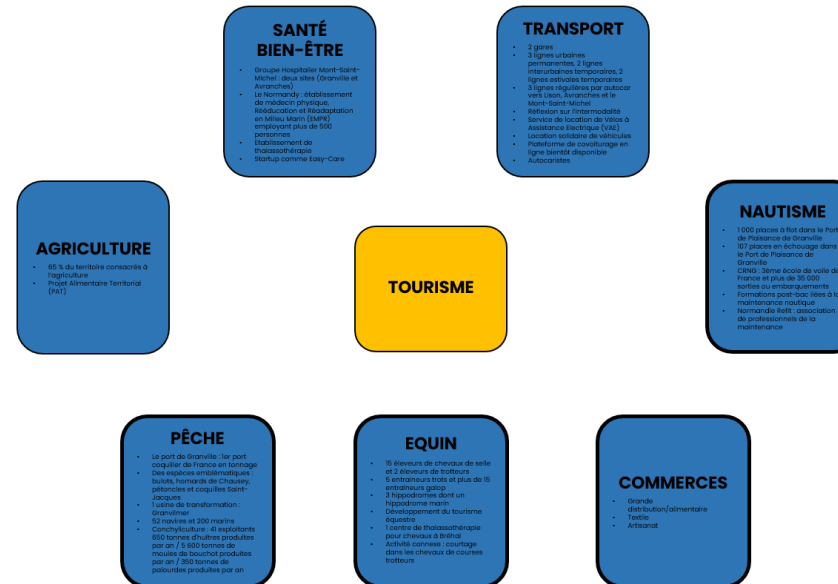 SANTÉ
BIEN-ÊTRE
• Groupe Hospitalier Mont-Saint-
Michel : deux sites (Granville et
Avranches)
• Le Normandy : établissement
de médecin physique,
Rééducation et Réadaptation
en Milieu Marin (EMPR)
employant plus de 500
personnes
• Etablissement de
thalassothérapie
• Startup comme Easy-Care
TRANSPORT
• 2 gares
• 3 lignes urbaines
permanentes, 2 lignes
interurbaines temporaires, 2
lignes estivales temporaires
• 3 lignes régulières par autocar
vers Lison, Avranches et le
Mont-Saint-Michel
• Réflexion sur l'intermodalité
• Service de location de Vélos à
Assistance Electrique (VAE)
• Location solidaire de véhicules
• Plateforme de covoiturage en
ligne bientôt disponible
• Autocaristes
AGRICULTURE
• 65 % du territoire consacrés à
l'agriculture
• Projet Alimentaire Territorial
(PAT)
TOURISME
NAUTISME
• 1 000 places à flot dans le Port
de Plaisance de Granville
• 107 places en échouage dans
le Port de Plaisance de
Granville
• CRNG : 3ème école de voile de
France et plus de 35 000
sorties ou embarquements
• Formations post-bac liées à la
maintenance nautique
• Normandie Refit : association
de professionnels de la
maintenance
PÊCHE
• Le port de Granville : 1er port
coquiller de France en tonnage
• Des espèces emblématiques :
bulots, homards de Chausey,
pétoncles et coquilles Saint-
Jacques
• 1 usine de transformation :
Granvilmer
• 52 navires et 200 marins
• Conchyliculture : 41 exploitants
650 tonnes d'huîtres produites
par an / 5 600 tonnes de
moules de bouchot produites
par an / 350 tonnes de
palourdes produites par an
EQUIN
• 15 éleveurs de chevaux de selle
et 2 éleveurs de trotteurs
• 5 entraineurs trots et plus de 15
entraîneurs galop
• 3 hippodromes dont un
hippodrome marin
• Développement du tourisme
équestre
• 1 centre de thalassothérapie
pour chevaux à Bréhal
• Activité connexe : courtage
dans les chevaux de courses
trotteurs
COMMERCES
• Grande
distribution/alimentaire
• Textile
• Artisanat